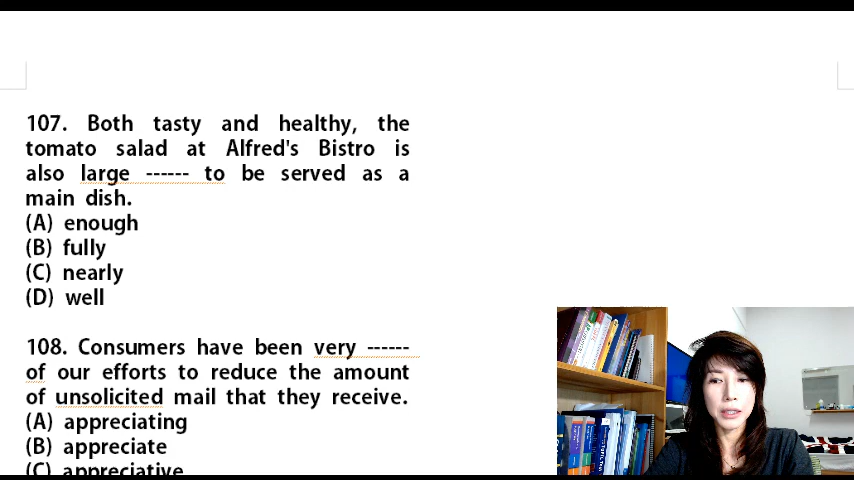 107. Both tasty and healthy, the
tomato salad at Alfred's Bistro is
also large ------ to be served as a
main dish.
(A) enough
(B) fully
(C) nearly
(D) well
108. Consumers have been very ------
of our efforts to reduce the amount
of unsolicited mail that they receive.
(A) appreciating
(B) appreciate
(C) appreciative